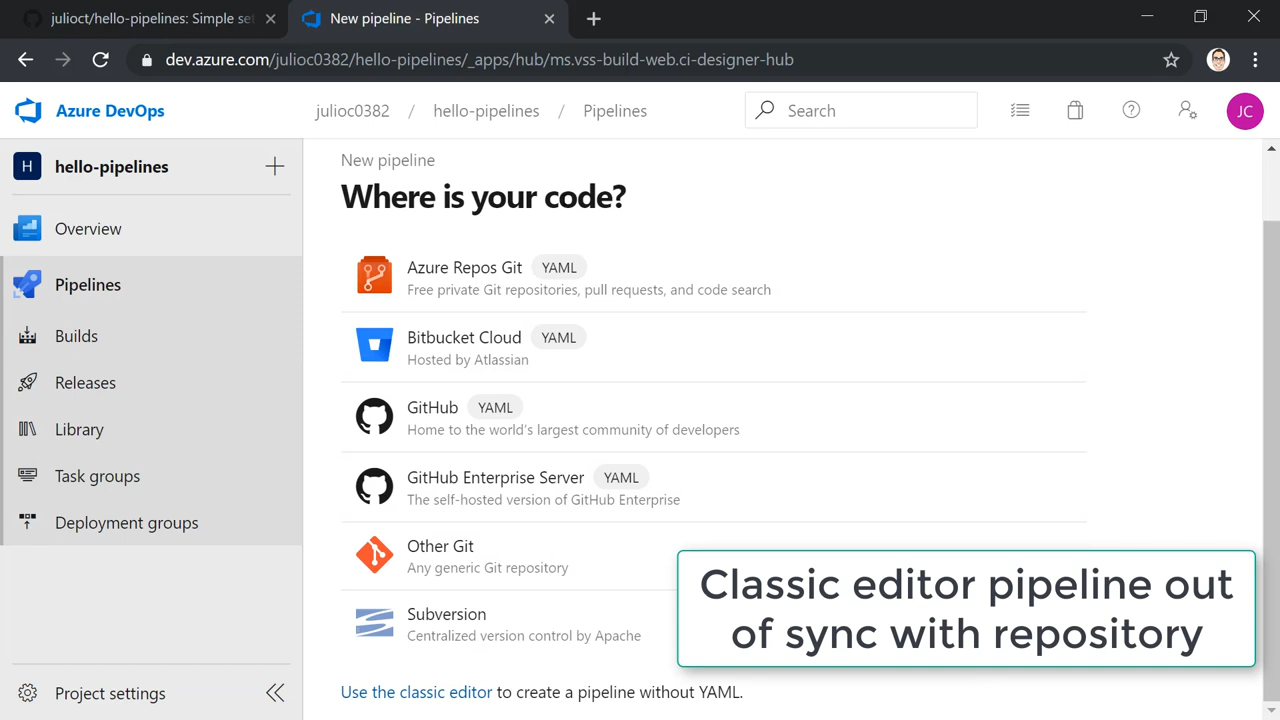 julioct/hello-pipelines: Simple se
New pipeline - Pipelines
dev.azure.com/julioc0382/hello-pipelines/_apps/hub/ms.vss-build-web.ci-designer-hub
Azure DevOps
julioc0382 / hello-pipelines / Pipelines
Search
JC
H hello-pipelines
Overview
Pipelines
Builds
Releases
Library
Task groups
Deployment groups
Project settings
New pipeline
Where is your code?
Azure Repos Git YAML
Free private Git repositories, pull requests, and code search
Bitbucket Cloud YAML
Hosted by Atlassian
GitHub YAML
Home to the world's largest community of developers
GitHub Enterprise Server YAML
The self-hosted version of GitHub Enterprise
Other Git
Any generic Git repository
Subversion
Centralized version control by Apache
Use the classic editor to create a pipeline without YAML.
Classic editor pipeline out
of sync with repository